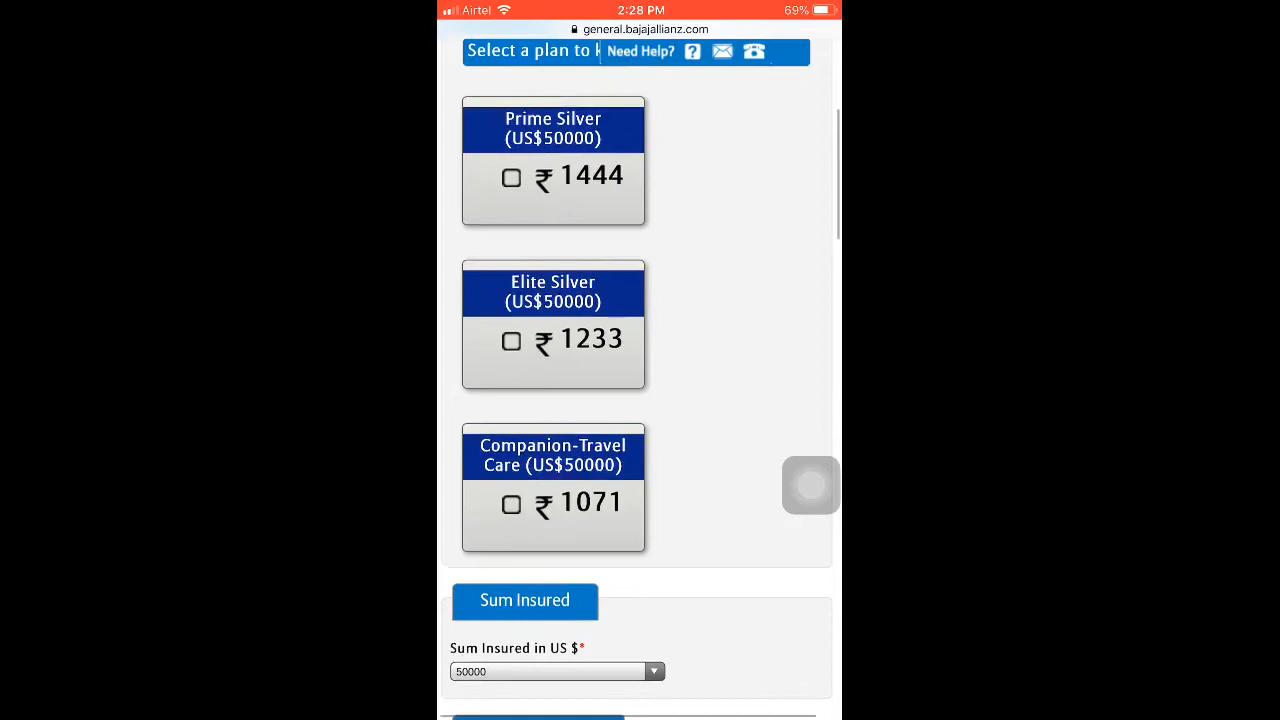 Airtel 2:28 PM 69%
general.bajajallianz.com
Select a plan to Need Help? ?
Prime Silver
(US$50000)
₹ 1444
Elite Silver
(US$50000)
₹ 1233
Companion-Travel
Care (US$50000)
₹ 1071
Sum Insured
Sum Insured in US $*
50000